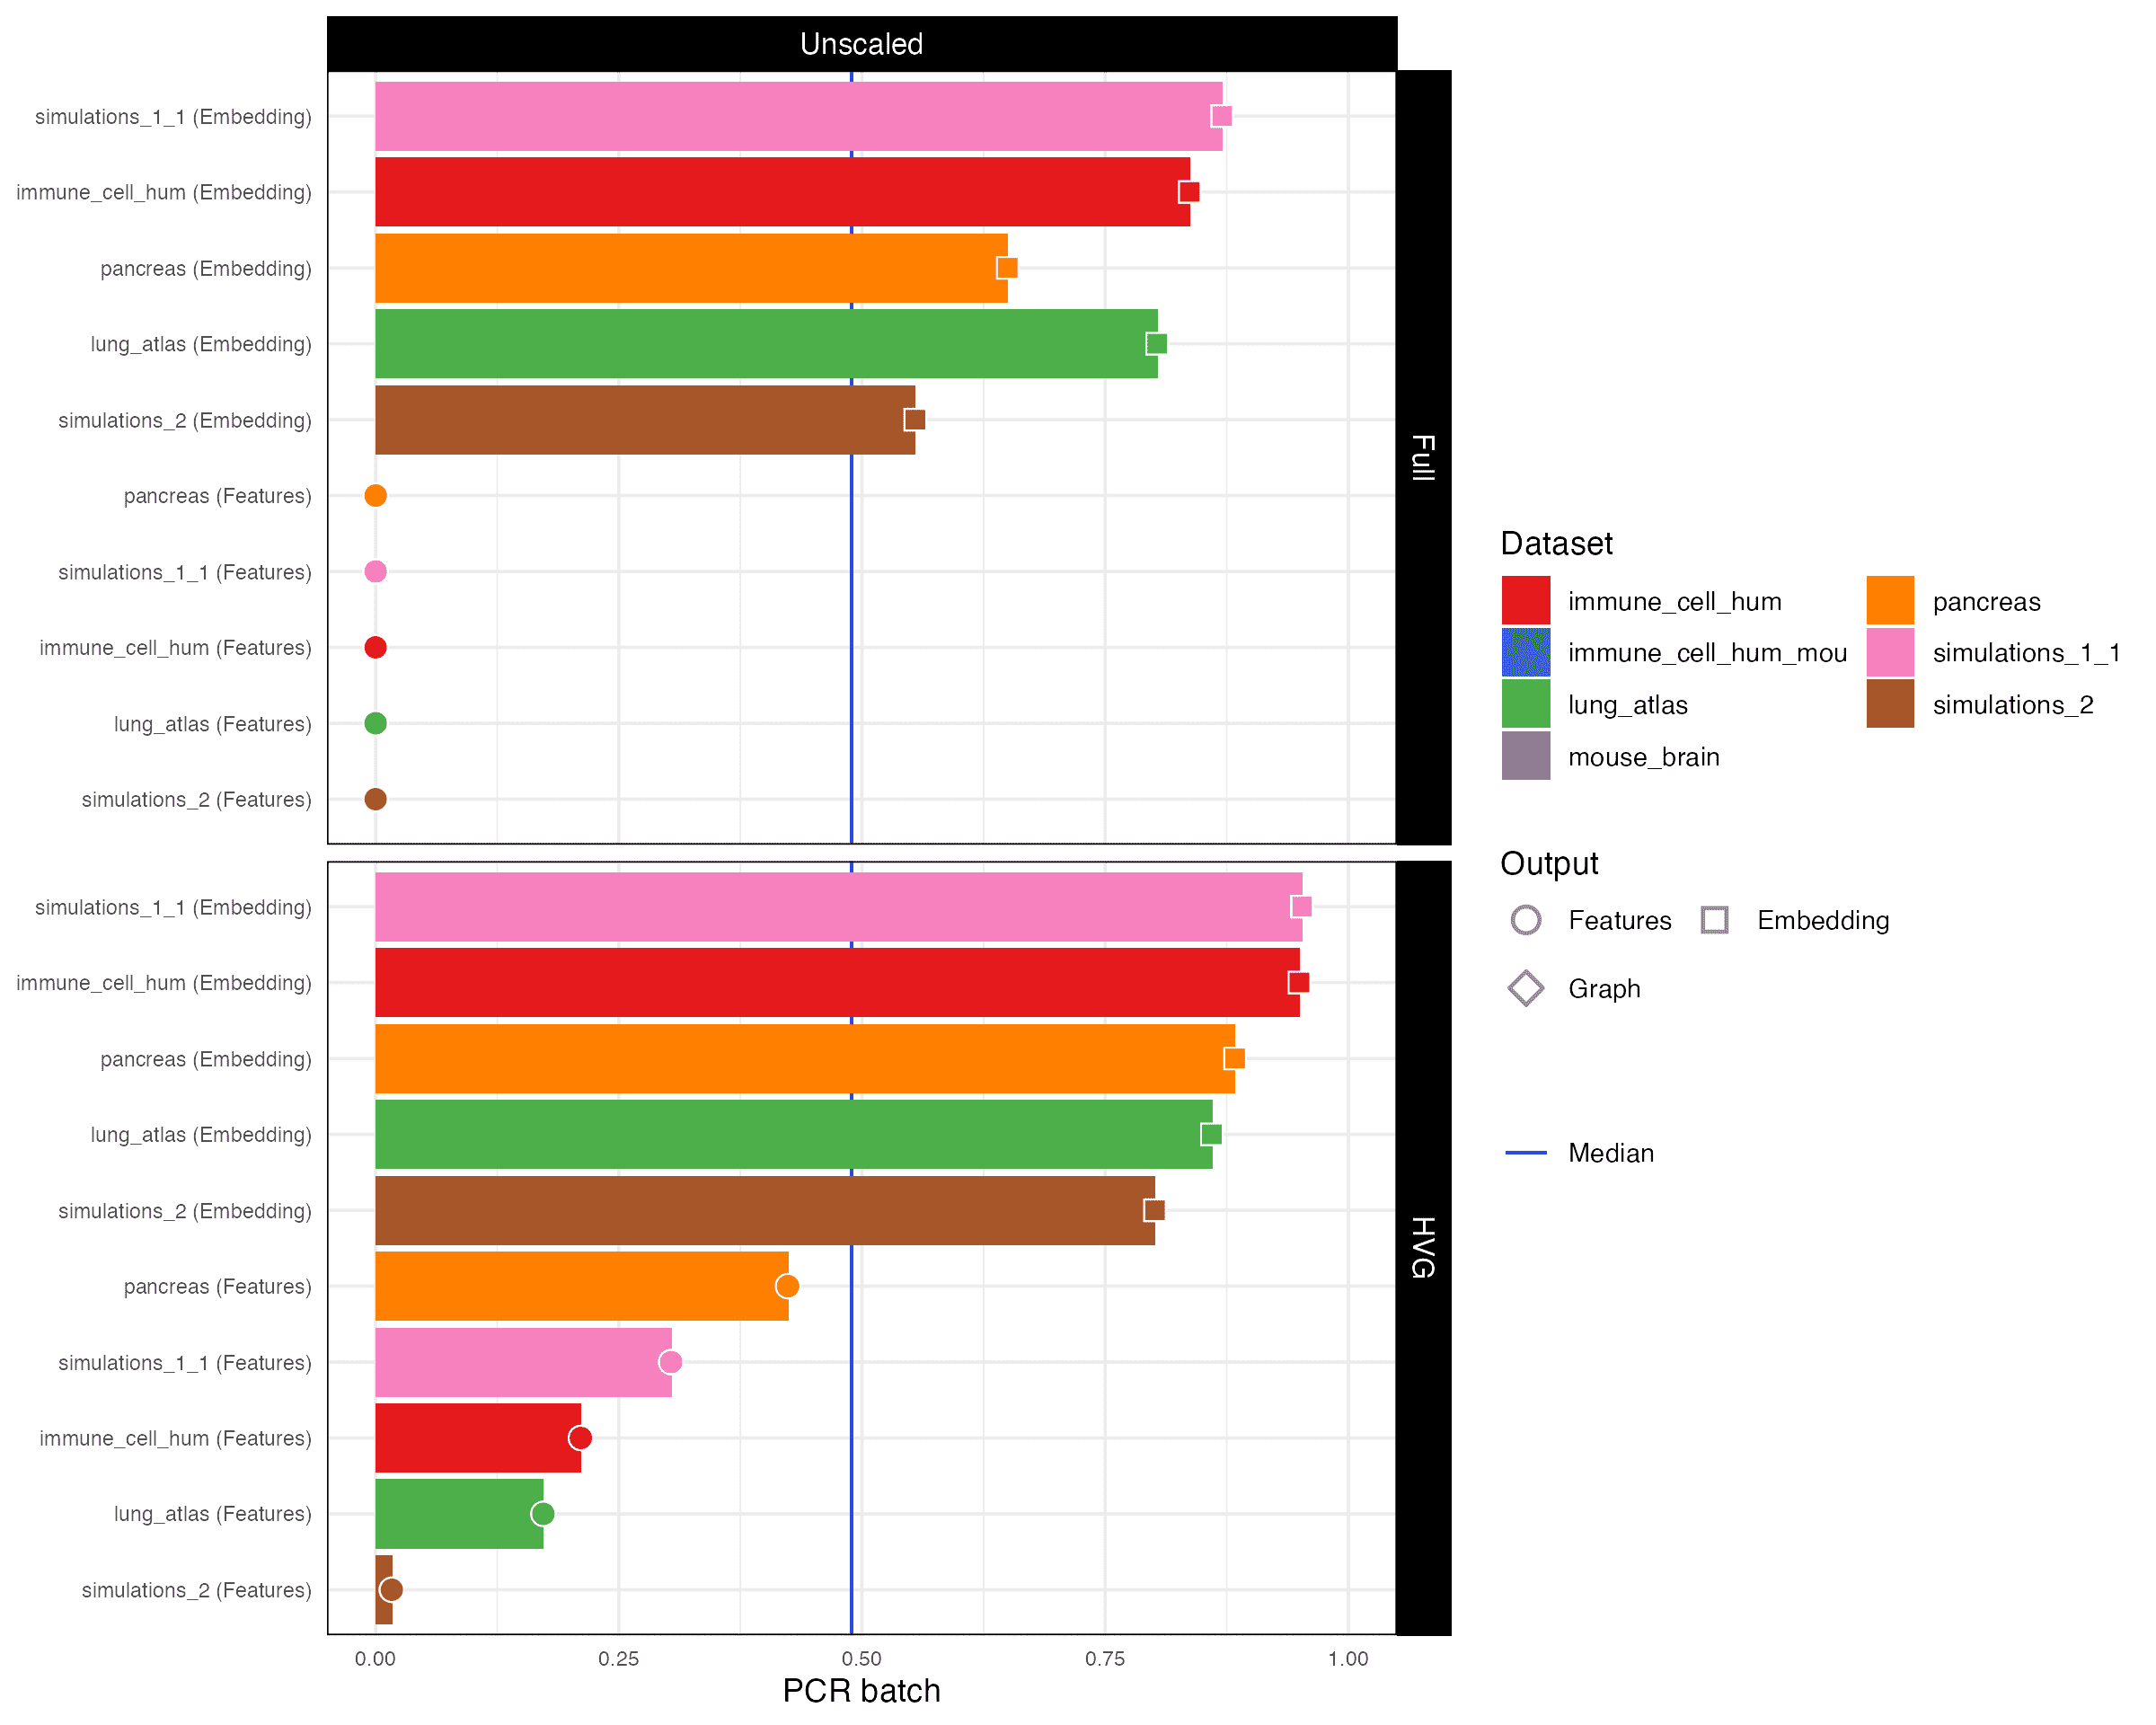 Unscaled
simulations_1_1 (Embedding)
immune_cell_hum (Embedding)
pancreas (Embedding)
lung_atlas (Embedding)
simulations_2 (Embedding)
pancreas (Features)
simulations_1_1 (Features)
immune_cell_hum (Features)
lung_atlas (Features)
simulations_2 (Features)
Full
simulations_1_1 (Embedding)
immune_cell_hum (Embedding)
pancreas (Embedding)
lung_atlas (Embedding)
simulations_2 (Embedding)
pancreas (Features)
simulations_1_1 (Features)
immune_cell_hum (Features)
lung_atlas (Features)
simulations_2 (Features)
HVG
0.00 0.25 0.50 0.75 1.00
PCR batch
Dataset
immune_cell_hum pancreas
immune_cell_hum_mou simulations_1_1
lung_atlas simulations_2
mouse_brain
Output
Features Embedding
Graph
Median